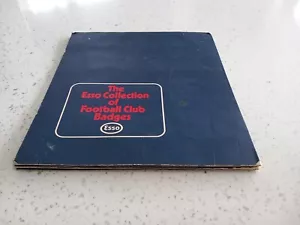 The
Esso Collection
of
Football Club
Badges
Esso